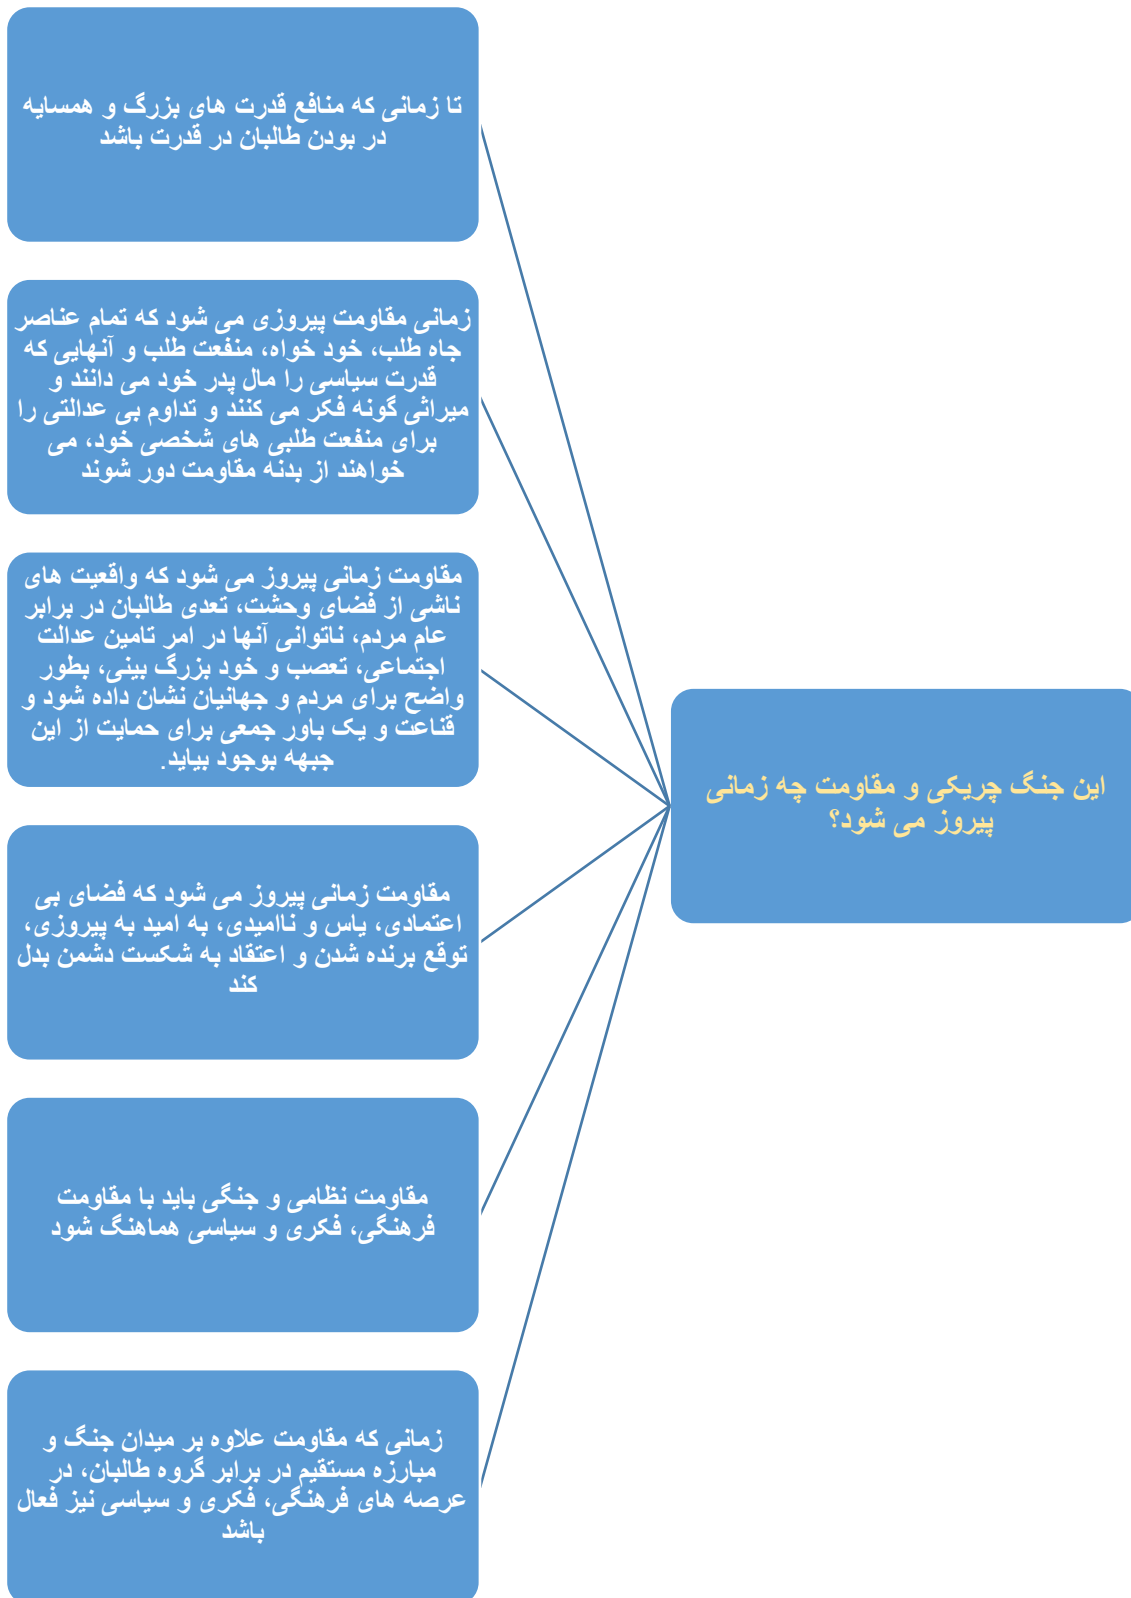 تا زمانی که منافع قدرت های بزرگ و همسایه
در بودن طالبان در قدرت باشد
زمانی مقاومت پیروزی می شود که تمام عناصر
جاه طلب، خود خواه، منفعت طلب و آنهایی که
قدرت سیاسی را مال پدر خود می دانند و
میراثی گونه فکر می کنند و تداوم بی عدالتی را
برای منفعت طلبی های شخصی خود، می
خواهند از بدنه مقاومت دور شوند
مقاومت زمانی پیروز می شود که واقعیت های
ناشی از فضای وحشت، تعدی طالبان در برابر
عام مردم، ناتوانی آنها در امر تامین عدالت
اجتماعی، تعصب و خود بزرگ بینی، بطور
واضح برای مردم و جهانیان نشان داده شود و
قناعت و یک باور جمعی برای حمایت از این
جبهه بوجود بیاید.
این جنگ چریکی و مقاومت چه زمانی
پیروز می شود؟
مقاومت زمانی پیروز می شود که فضای بی
اعتمادی، یاس و ناامیدی، به امید به پیروزی،
توقع برنده شدن و اعتقاد به شکست دشمن بدل
کند
مقاومت نظامی و جنگی باید با مقاومت
فرهنگی، فکری و سیاسی هماهنگ شود
زمانی که مقاومت علاوه بر میدان جنگ و
مبارزه مستقیم در برابر گروه طالبان، در
عرصه های فرهنگی، فکری و سیاسی نیز فعال
باشد